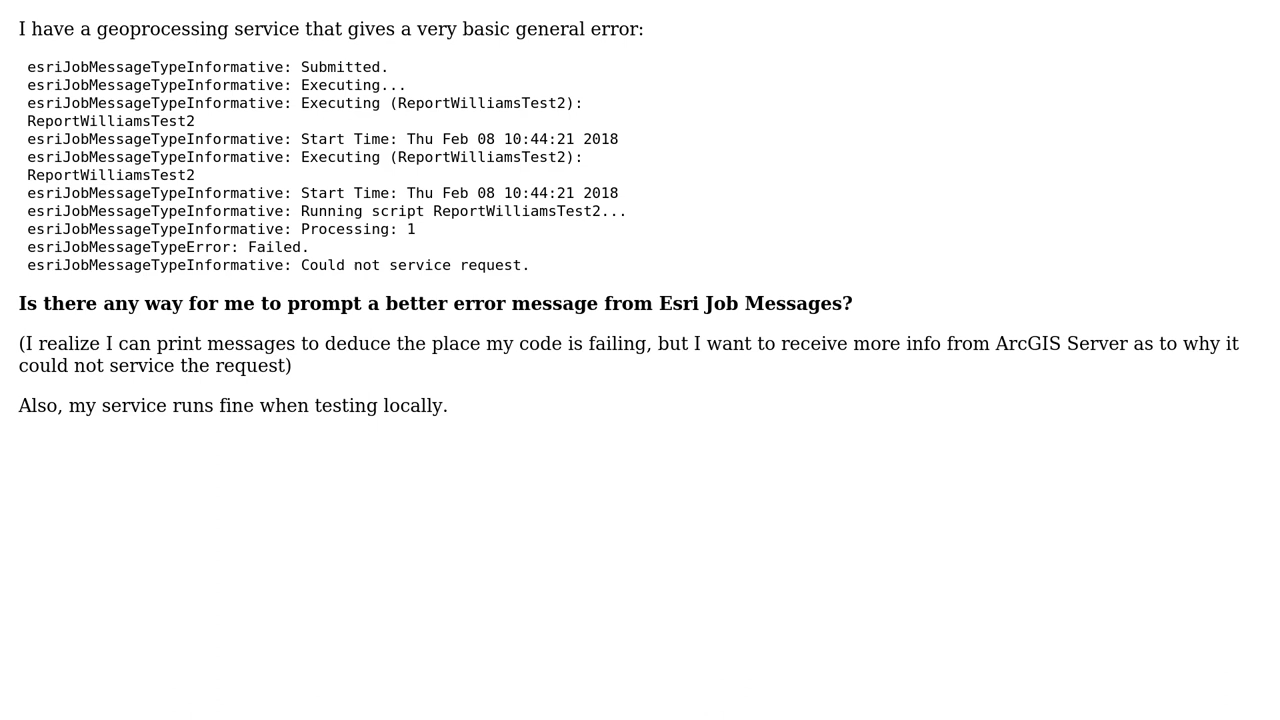 I have a geoprocessing service that gives a very basic general error:
esriJobMessageTypeInformative: Submitted.
esriJobMessageTypeInformative: Executing...
esriJobMessageTypeInformative: Executing (ReportWilliamsTest2):
ReportWilliamsTest2
esriJobMessageTypeInformative: Start Time: Thu Feb 08 10:44:21 2018
esriJobMessageTypeInformative: Executing (ReportWilliamsTest2):
ReportWilliamsTest2
esriJobMessageTypeInformative: Start Time: Thu Feb 08 10:44:21 2018
esriJobMessageTypeInformative: Running script ReportWilliamsTest2...
esriJobMessageTypeInformative: Processing: 1
esriJobMessageTypeError: Failed.
esriJobMessageTypeInformative: Could not service request.
Is there any way for me to prompt a better error message from Esri Job Messages?
(I realize I can print messages to deduce the place my code is failing, but I want to receive more info from ArcGIS Server as to why it
could not service the request)
Also, my service runs fine when testing locally.